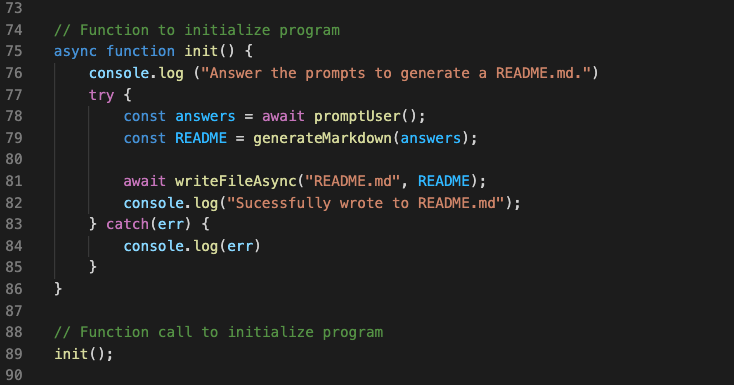 73
74 // Function to initialize program
75 async function init() {
76     console.log ("Answer the prompts to generate a README.md.")
77     try {
78         const answers = await promptUser();
79         const README = generateMarkdown(answers);
80
81         await writeFileAsync("README.md", README);
82         console.log("Sucessfully wrote to README.md");
83     } catch(err) {
84         console.log(err)
85     }
86 }
87
88 // Function call to initialize program
89 init();
90